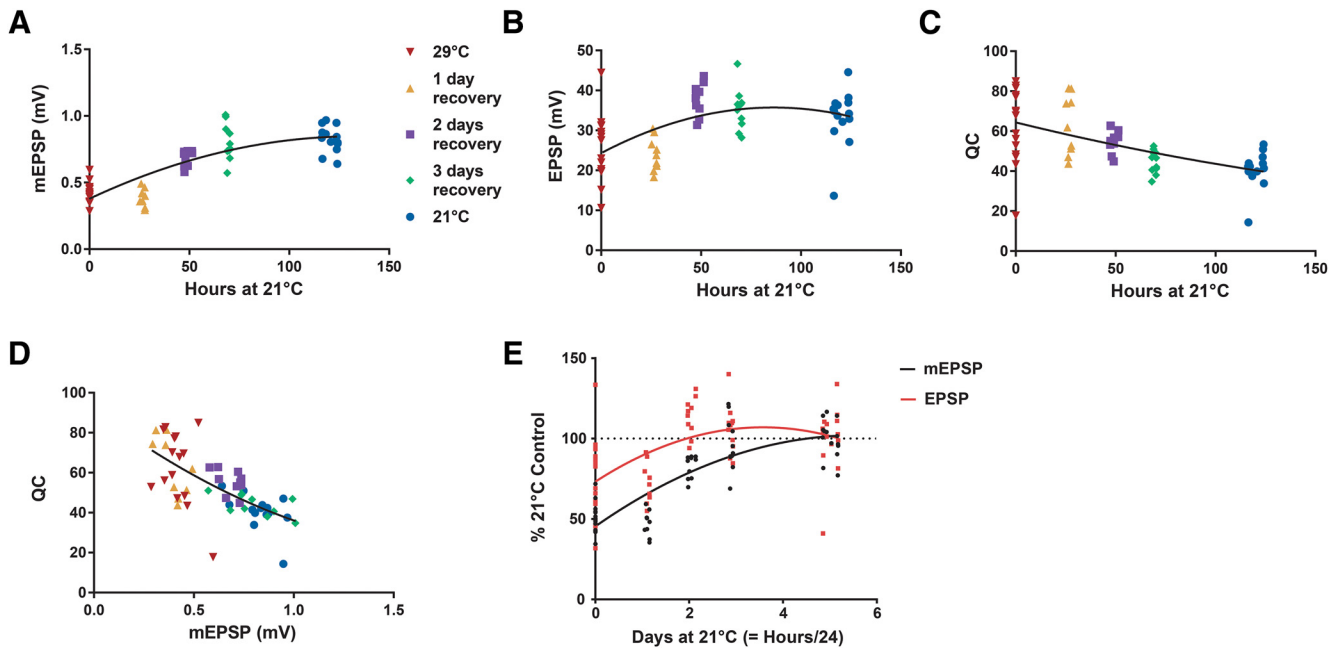 A
1.5
1.0
0.5
0.0
mEPSP (mV)
0
50
100
150
Hours at 21°C
29°C
1 day
recovery
2 days
recovery
3 days
recovery
21°C
B
50
40
30
20
10
0
EPSP (mV)
0
50
100
150
Hours at 21°C
C
100
80
60
40
20
0
QC
0
50
100
150
Hours at 21°C
D
100
80
60
40
20
0
QC
0.0
0.5
1.0
1.5
mEPSP (mV)
E
150
100
50
0
% 21°C Control
0
2
4
6
Days at 21°C (= Hours/24)
mEPSP
EPSP